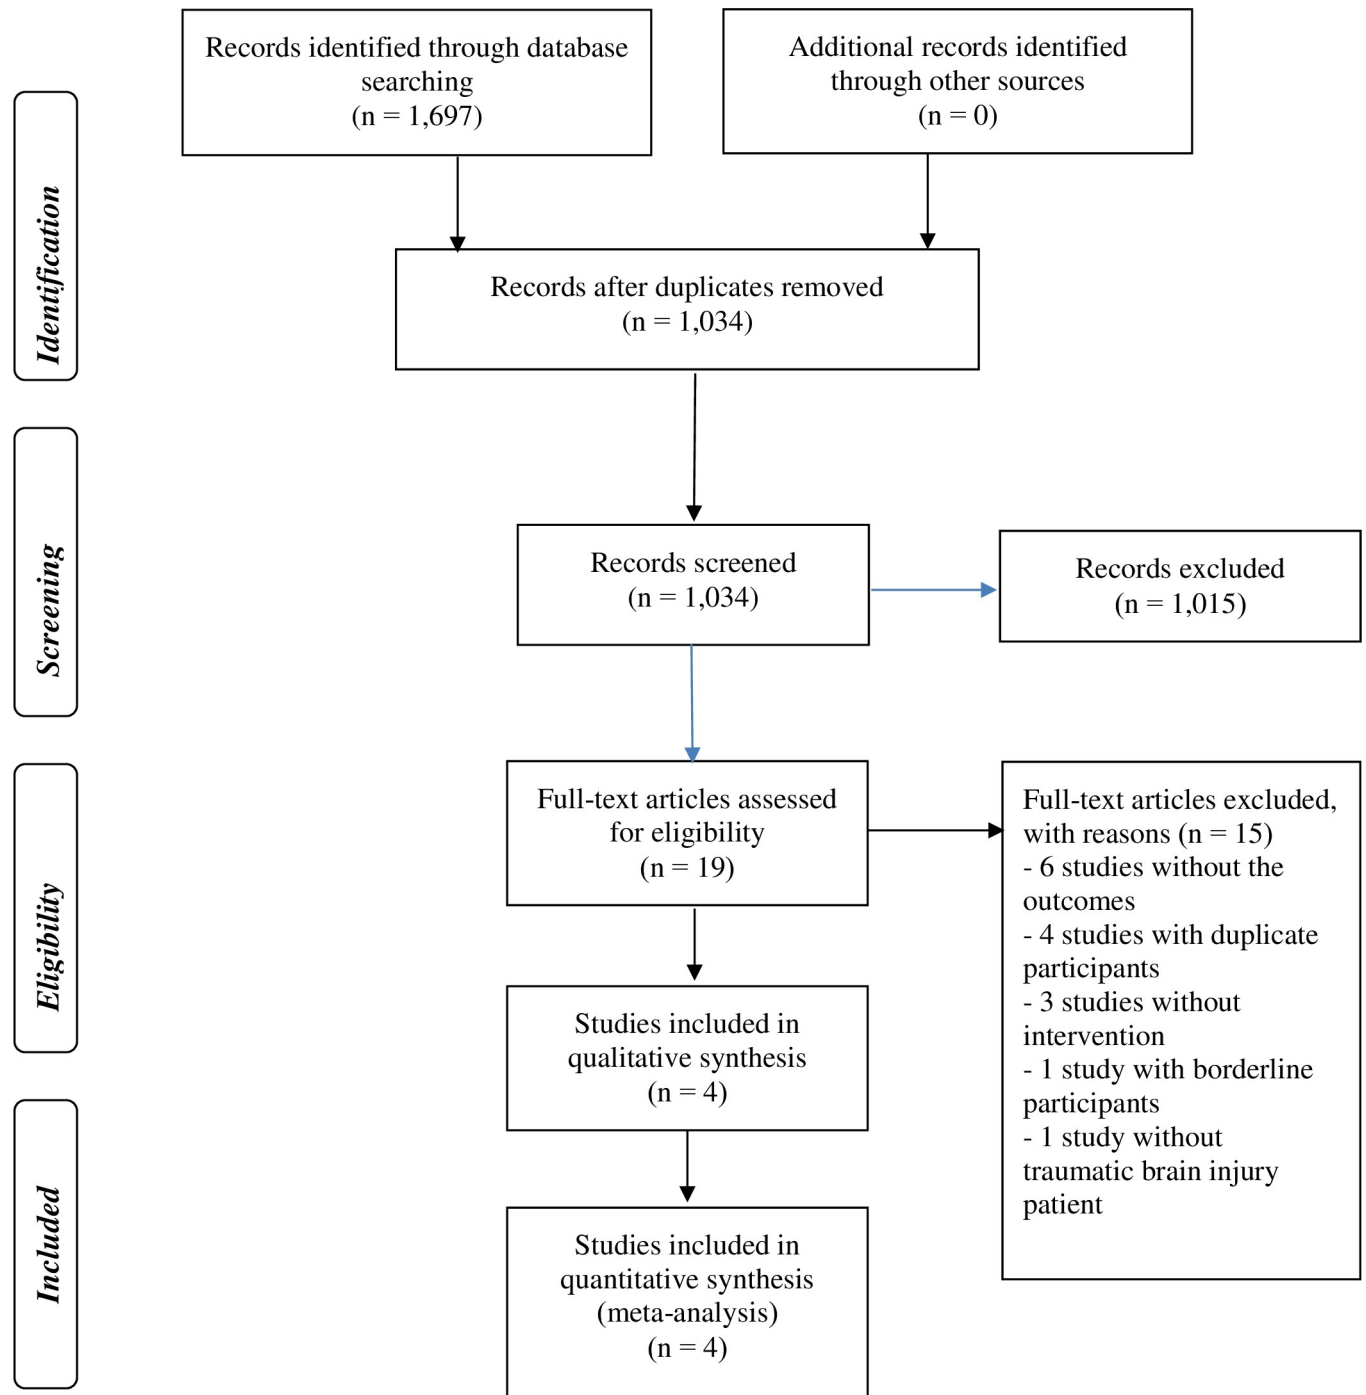 Records identified through database
searching
(n = 1,697)
Additional records identified
through other sources
(n = 0)
Identification
Records after duplicates removed
(n = 1,034)
Screening
Records screened
(n = 1,034)
Records excluded
(n = 1,015)
Eligibility
Full-text articles assessed
for eligibility
(n = 19)
Full-text articles excluded,
with reasons (n = 15)
- 6 studies without the
outcomes
- 4 studies with duplicate
participants
- 3 studies without
intervention
- 1 study with borderline
participants
- 1 study without
traumatic brain injury
patient
Studies included in
qualitative synthesis
(n = 4)
Included
Studies included in
quantitative synthesis
(meta-analysis)
(n = 4)